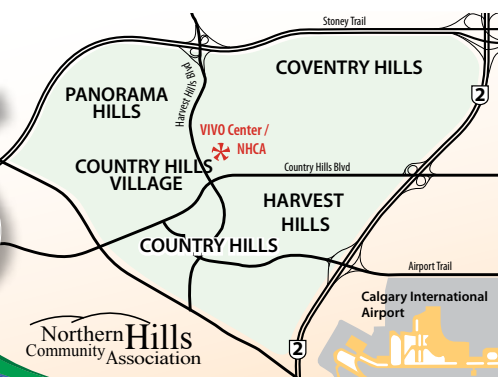 Stoney Trail
COVENTRY HILLS
2
PANORAMA
HILLS
Harvest Hills Blvd
VIVO Center /
NHCA
COUNTRY HILLS
VILLAGE
Country Hills Blvd
HARVEST
HILLS
COUNTRY HILLS
Airport Trail
Calgary International
Airport
Northern Hills
Community Association
2